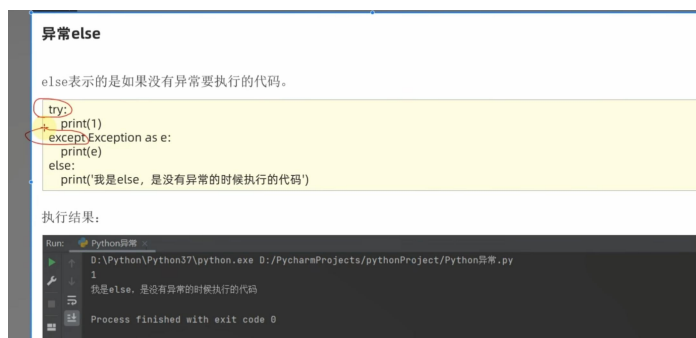 异常else
else表示的是如果没有异常要执行的代码。
try:
print(1)
except Exception as e:
print(e)
else:
print('我是else，是没有异常的时候执行的代码')
执行结果：
Run: Python异常 ×
D:\Python\Python37\python.exe D:/PycharmProjects/pythonProject/Python异常.py
1
我是else，是没有异常的时候执行的代码
Process finished with exit code 0